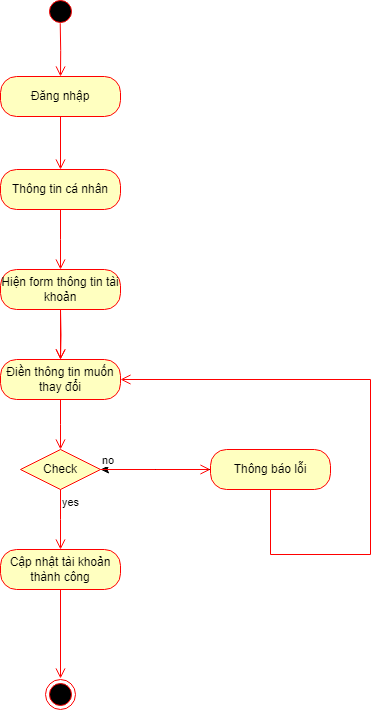 Đăng nhập
Thông tin cá nhân
Hiện form thông tin tài
khoản
Điền thông tin muốn
thay đổi
Check
no
Thông báo lỗi
yes
Cập nhật tài khoản
thành công